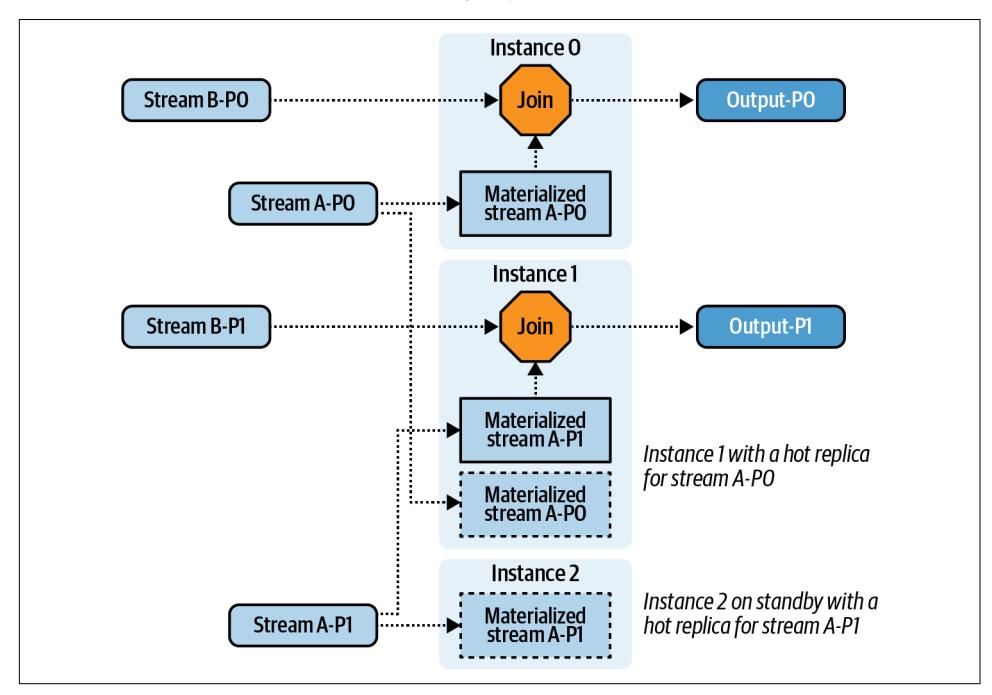 Instance 0
Stream B-P0
Join
Output-P0
Stream A-P0
Materialized
stream A-P0
Instance 1
Stream B-P1
Join
Output-P1
Materialized
stream A-P1
Instance 1 with a hot replica
for stream A-P0
Materialized
stream A-P0
Instance 2
Stream A-P1
Materialized
stream A-P1
Instance 2 on standby with a
hot replica for stream A-P1